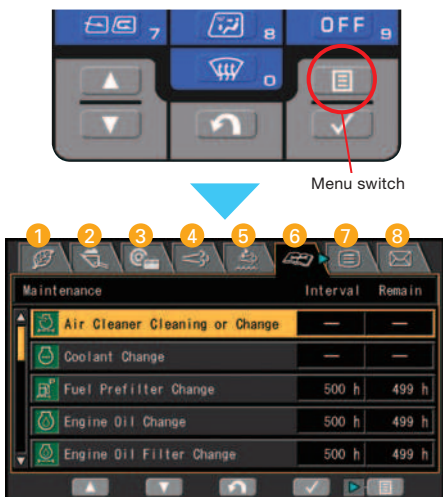 7 8 OFF 9
0
Menu switch
1 2 3 4 5 6 7 8
Maintenance Interval Remain
Air Cleaner Cleaning or Change — —
Coolant Change — —
Fuel Prefilter Change 500 h 499 h
Engine Oil Change 500 h 499 h
Engine Oil Filter Change 500 h 499 h